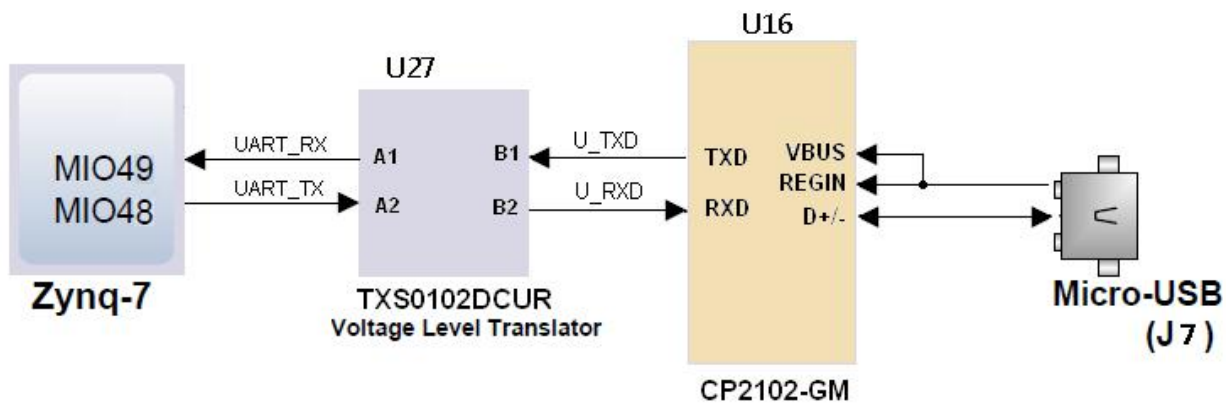 U16
U27
UART_RX
A1
B1
U_TXD
TXD
VBUS
MIO49
REGIN
MIO48
UART_TX
A2
B2
U_RXD
RXD
D+/-
Zynq-7
TXS0102DCUR
Voltage Level Translator
Micro-USB
(J7)
CP2102-GM